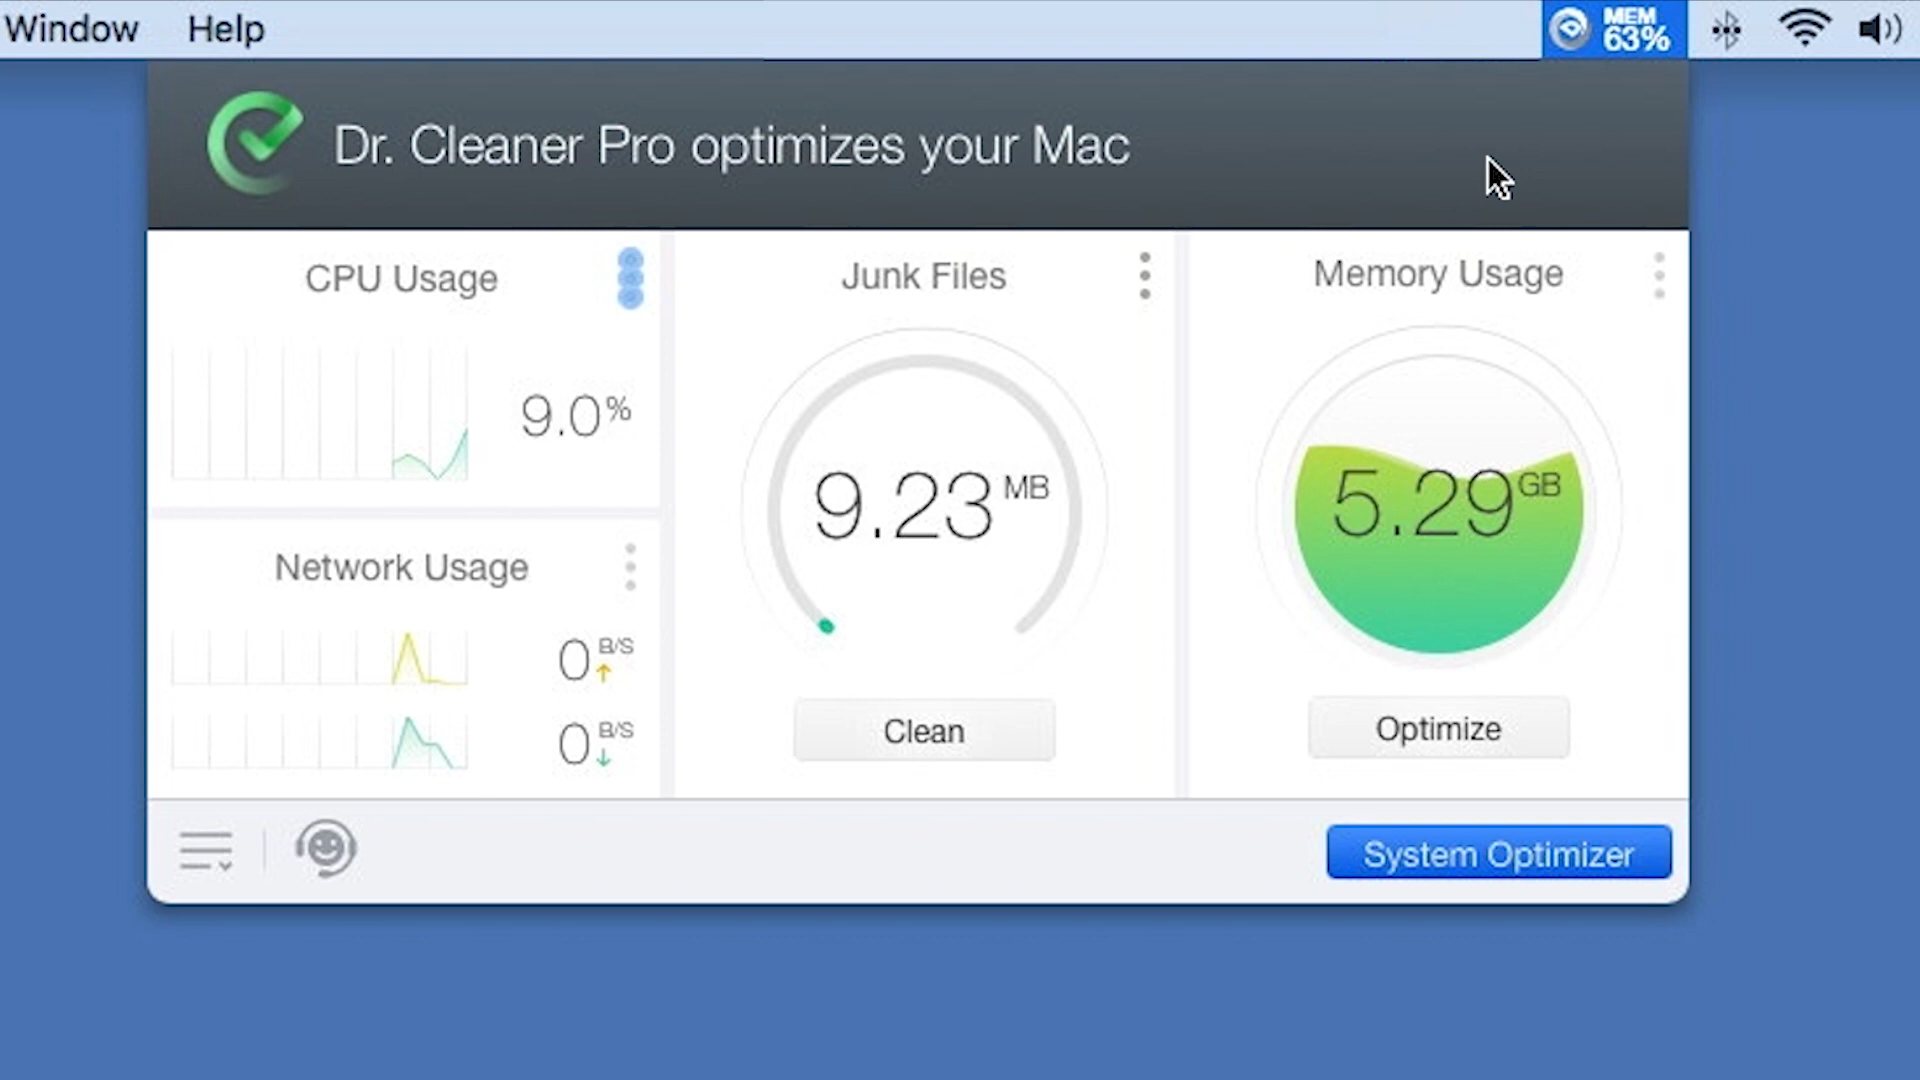 Window Help
MEM
63%
Dr. Cleaner Pro optimizes your Mac
CPU Usage
9.0%
Network Usage
0 B/S
0 B/S
Junk Files
9.23 MB
Clean
Memory Usage
5.29 GB
Optimize
System Optimizer